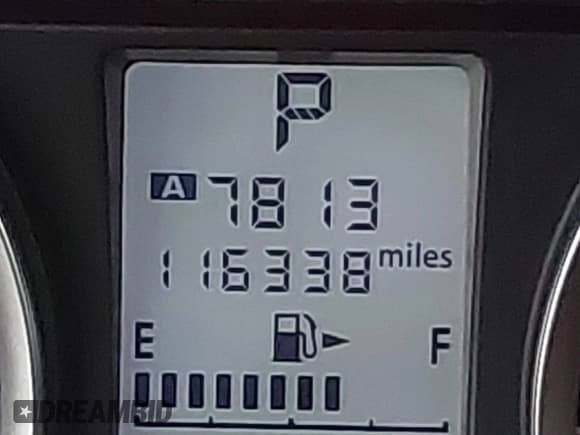 P
A 7813
116338 miles
E F
DREAMBID